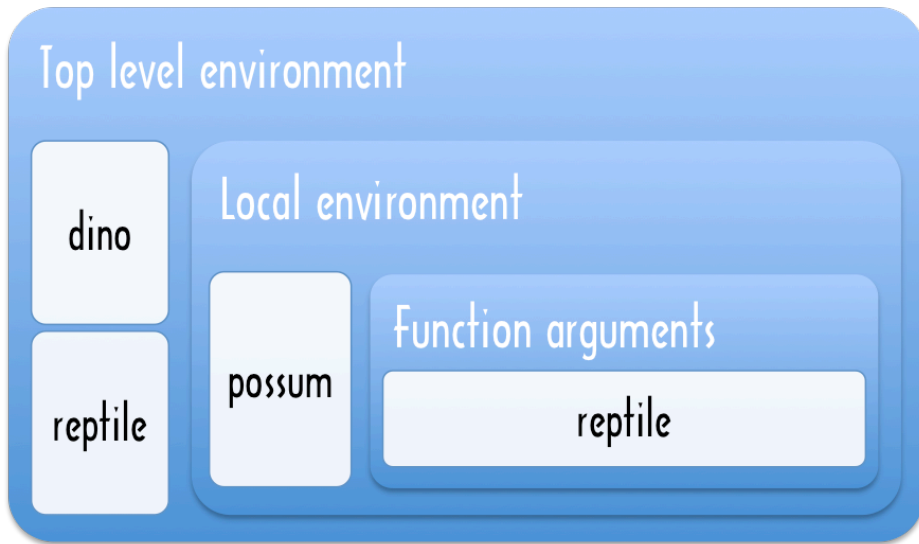 Top level environment
dino
reptile
Local environment
possum
Function arguments
reptile